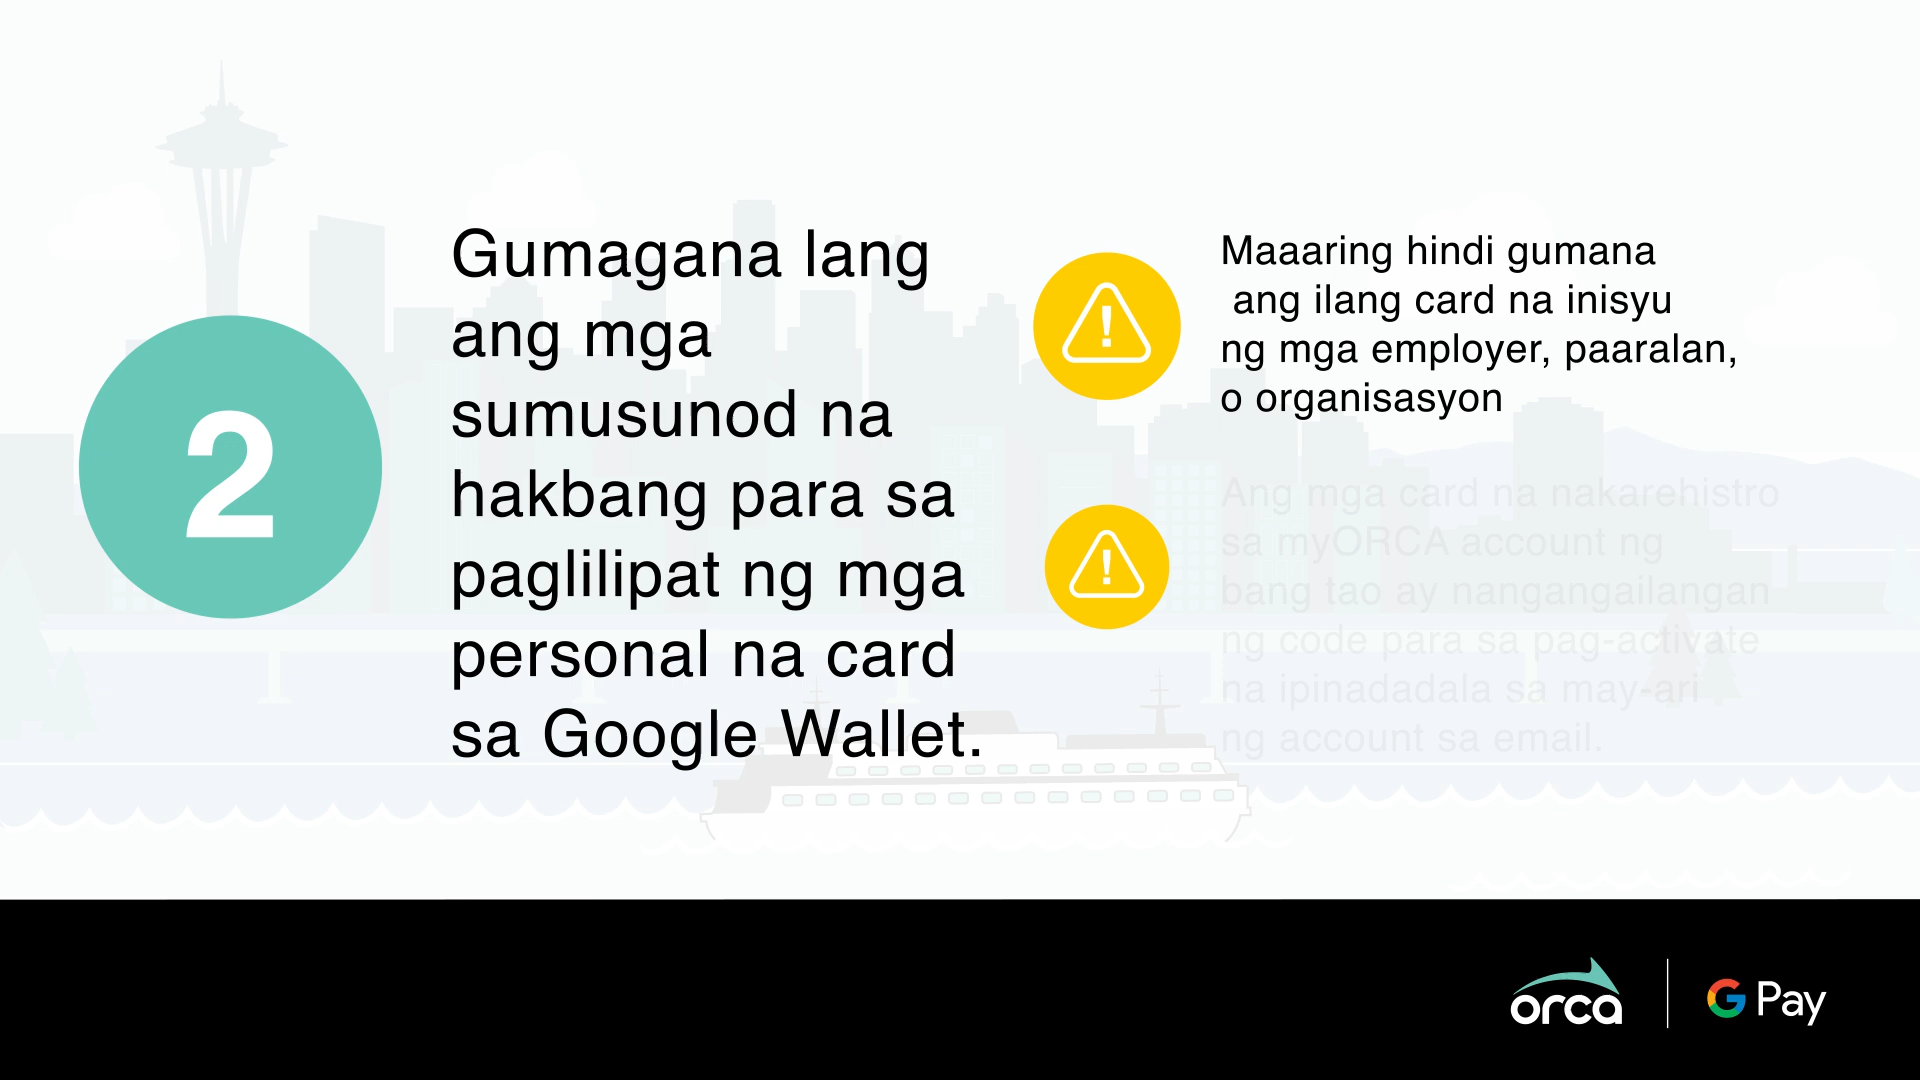 2
Gumagana lang
ang mga
sumusunod na
hakbang para sa
paglilipat ng mga
personal na card
sa Google Wallet.
Maaaring hindi gumana
ang ilang card na inisyu
ng mga employer, paaralan,
o organisasyon
Ang mga card na nakarehistro
sa myORCA account ng
bang tao ay nangangailangan
ng code para sa pag-activate
na ipinadadala sa may-ari
ng account sa email.
orca
G Pay